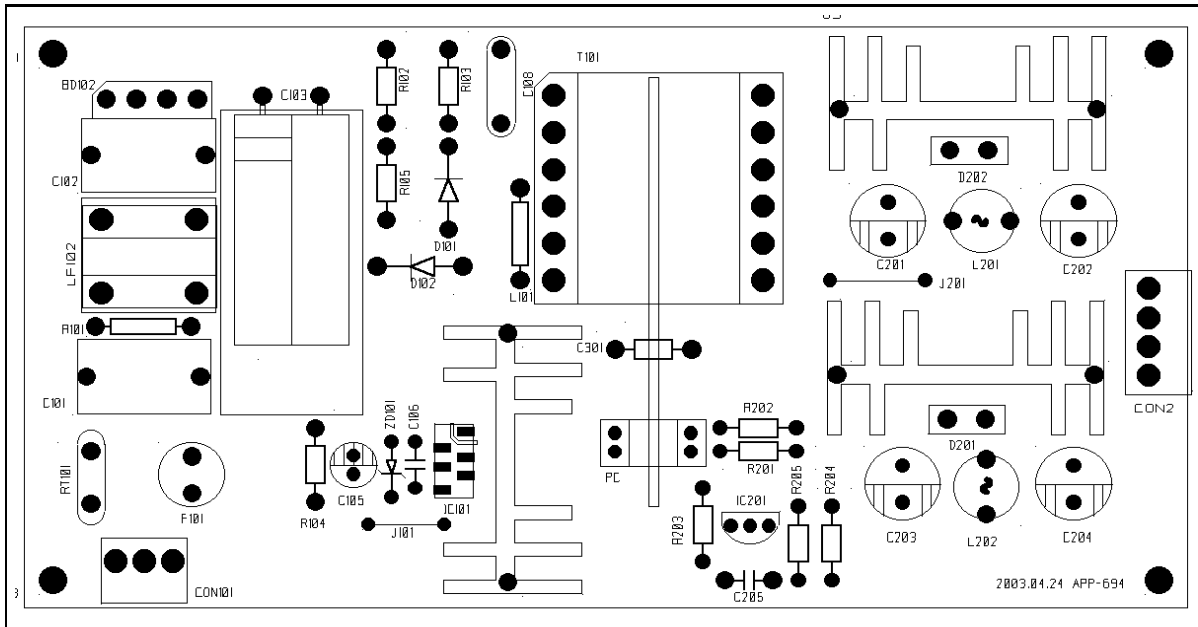 T101
BD102
C103
R102
R103
C108
C102
R105
D202
D101
D102
L101
C201
L201
C202
LF102
J201
R101
C301
C101
CON2
ZD101
C106
R202
D201
R201
RT101
PC
R205
R204
F101
C105
IC101
IC201
R104
J101
R203
C203
L202
C204
CON101
C205
2003.04.24 APP-694